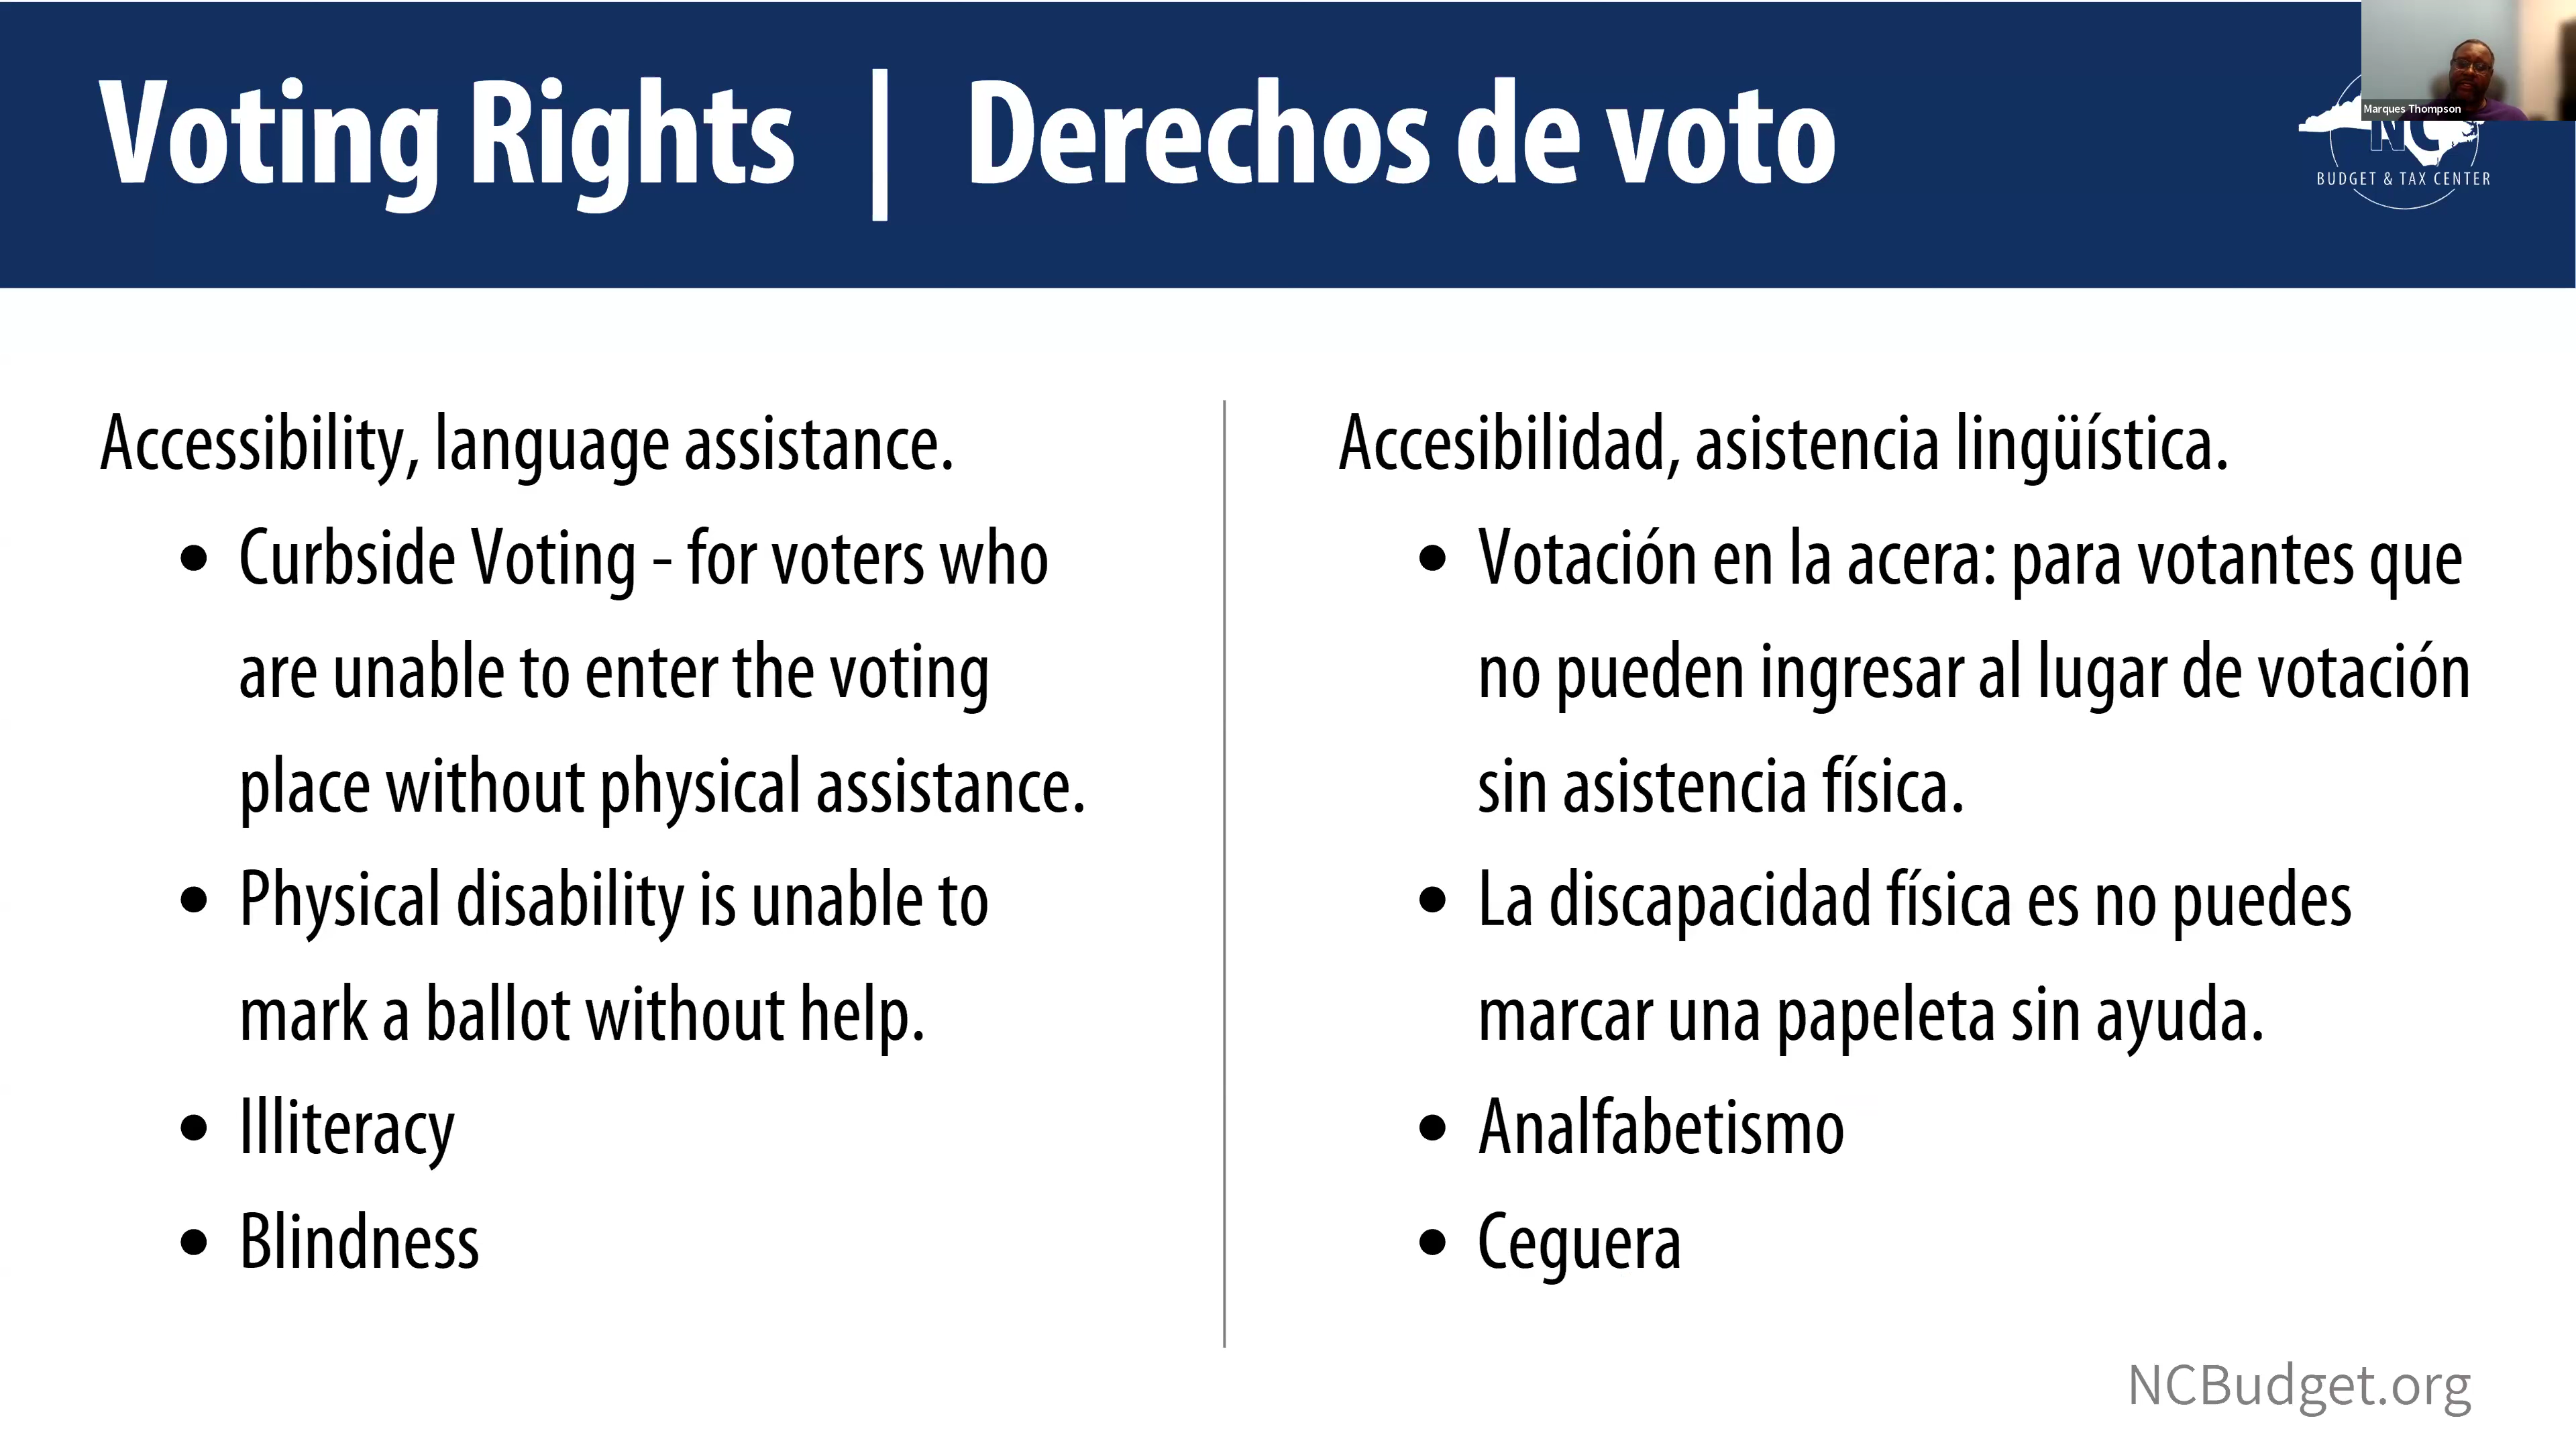 Voting Rights | Derechos de voto
Marques Thompson
NC
BUDGET & TAX CENTER
Accessibility, language assistance.
• Curbside Voting - for voters who
are unable to enter the voting
place without physical assistance.
• Physical disability is unable to
mark a ballot without help.
• Illiteracy
• Blindness
Accesibilidad, asistencia lingüística.
• Votación en la acera: para votantes que
no pueden ingresar al lugar de votación
sin asistencia física.
• La discapacidad física es no puedes
marcar una papeleta sin ayuda.
• Analfabetismo
• Ceguera
NCBudget.org